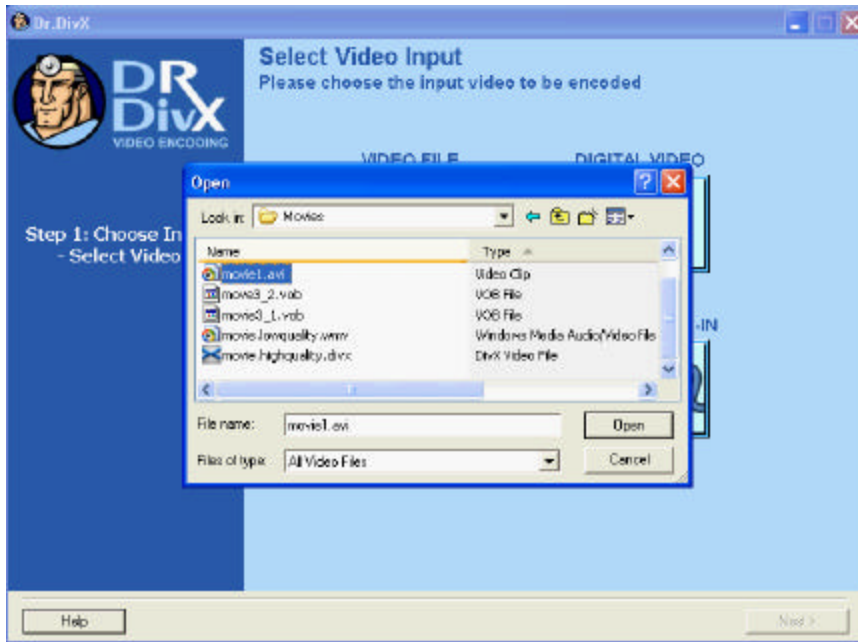 Dr.DivX
DR
DivX
VIDEO ENCODING
Select Video Input
Please choose the input video to be encoded
VIDEO FILE
DIGITAL VIDEO
Step 1: Choose In
- Select Video
-IN
Open
Look in:
Movies
Name
Type
movie1.avi
Video Clip
move3_2.vob
VOB File
movie3_1.vob
VOB File
movie.lowquality.wmv
Windows Media Audio/Video File
movie.highquality.divx
DivX Video File
File name:
movie1.avi
Open
Files of type:
All Video Files
Cancel
Help
Next >